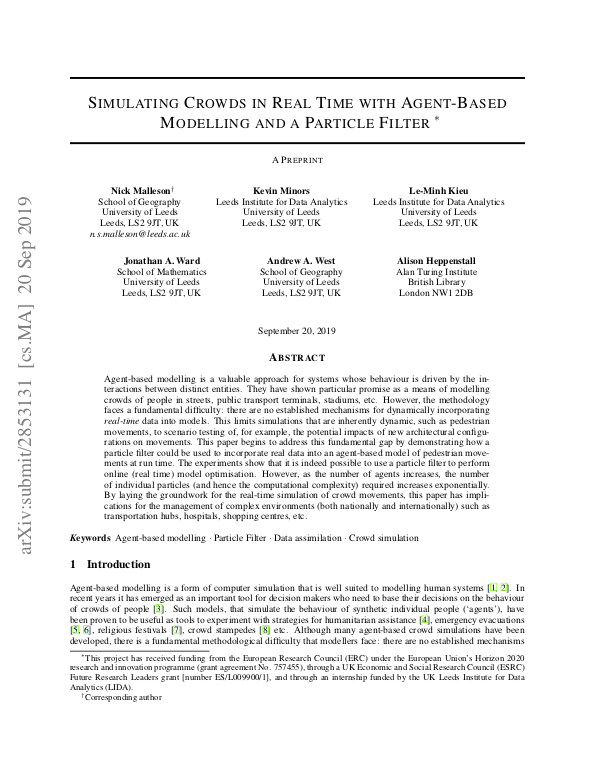 SIMULATING CROWDS IN REAL TIME WITH AGENT-BASED
MODELLING AND A PARTICLE FILTER *
A PREPRINT
Nick Malleson†
School of Geography
University of Leeds
Leeds, LS2 9JT, UK
n.s.malleson@leeds.ac.uk
Kevin Minors
Leeds Institute for Data Analytics
University of Leeds
Leeds, LS2 9JT, UK
Le-Minh Kieu
Leeds Institute for Data Analytics
University of Leeds
Leeds, LS2 9JT, UK
Jonathan A. Ward
School of Mathematics
University of Leeds
Leeds, LS2 9JT, UK
Andrew A. West
School of Geography
University of Leeds
Leeds, LS2 9JT, UK
Alison Heppenstall
Alan Turing Institute
British Library
London NW1 2DB
September 20, 2019
ABSTRACT
Agent-based modelling is a valuable approach for systems whose behaviour is driven by the in-
teractions between distinct entities. They have shown particular promise as a means of modelling
crowds of people in streets, public transport terminals, stadiums, etc. However, the methodology
faces a fundamental difficulty: there are no established mechanisms for dynamically incorporating
real-time data into models. This limits simulations that are inherently dynamic, such as pedestrian
movements, to scenario testing of, for example, the potential impacts of new architectural configu-
rations on movements. This paper begins to address this fundamental gap by demonstrating how a
particle filter could be used to incorporate real data into an agent-based model of pedestrian move-
ments at run time. The experiments show that it is indeed possible to use a particle filter to perform
online (real time) model optimisation. However, as the number of agents increases, the number
of individual particles (and hence the computational complexity) required increases exponentially.
By laying the groundwork for the real-time simulation of crowd movements, this paper has impli-
cations for the management of complex environments (both nationally and internationally) such as
transportation hubs, hospitals, shopping centres, etc.
Keywords Agent-based modelling · Particle Filter · Data assimilation · Crowd simulation
1 Introduction
Agent-based modelling is a form of computer simulation that is well suited to modelling human systems [1, 2]. In
recent years it has emerged as an important tool for decision makers who need to base their decisions on the behaviour
of crowds of people [3]. Such models, that simulate the behaviour of synthetic individual people (‘agents’), have
been proven to be useful as tools to experiment with strategies for humanitarian assistance [4], emergency evacuations
[5, 6], religious festivals [7], crowd stampedes [8] etc. Although many agent-based crowd simulations have been
developed, there is a fundamental methodological difficulty that modellers face: there are no established mechanisms
*This project has received funding from the European Research Council (ERC) under the European Union’s Horizon 2020
research and innovation programme (grant agreement No. 757455), through a UK Economic and Social Research Council (ESRC)
Future Research Leaders grant [number ES/L009900/1], and through an internship funded by the UK Leeds Institute for Data
Analytics (LIDA).
†Corresponding author
arXiv:submit/2853131 [cs.MA] 20 Sep 2019